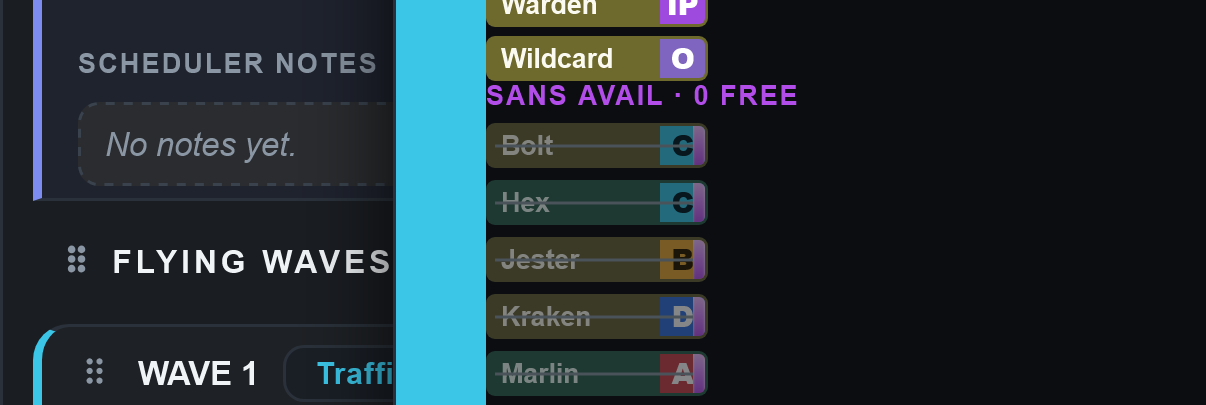 Warden IP
Wildcard O
SANS AVAIL · 0 FREE
Bolt C
Hex C
Jester B
Kraken D
Marlin A
SCHEDULER NOTES
No notes yet.
FLYING WAVES
WAVE 1 Traffi